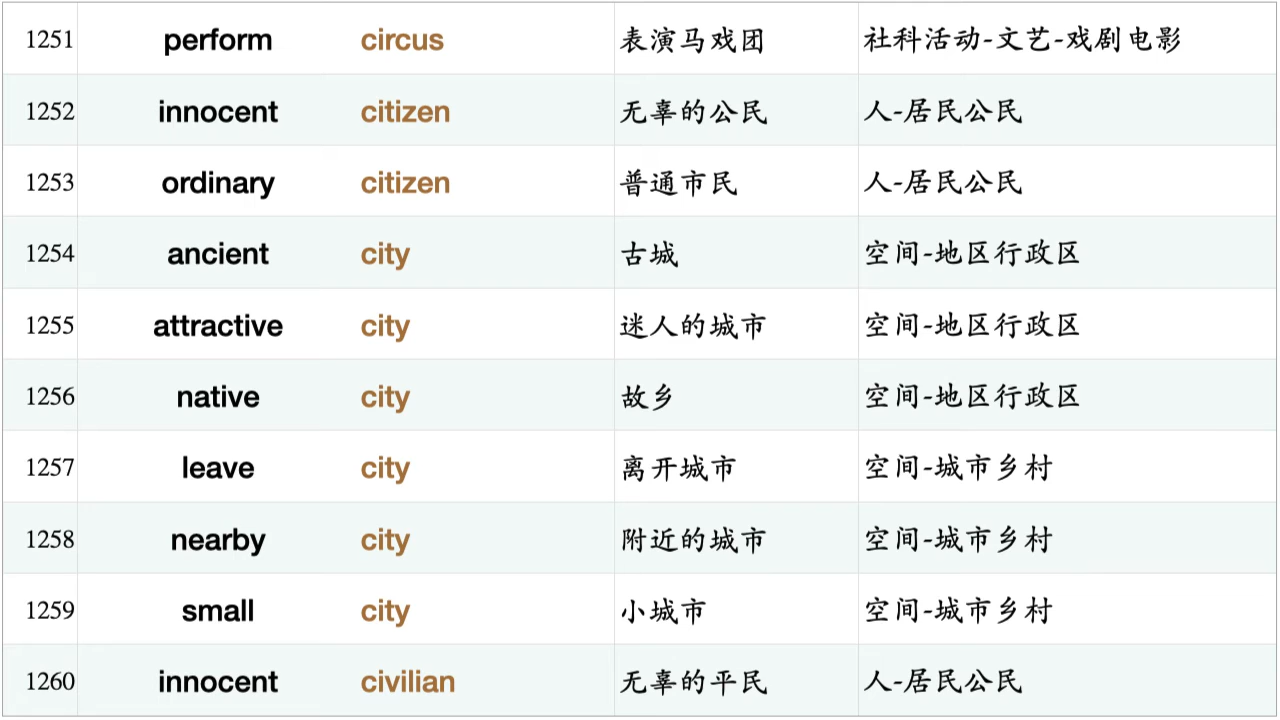 1251 perform circus 表演马戏团 社科活动-文艺-戏剧电影
1252 innocent citizen 无辜的公民 人-居民公民
1253 ordinary citizen 普通市民 人-居民公民
1254 ancient city 古城 空间-地区行政区
1255 attractive city 迷人的城市 空间-地区行政区
1256 native city 故乡 空间-地区行政区
1257 leave city 离开城市 空间-城市乡村
1258 nearby city 附近的城市 空间-城市乡村
1259 small city 小城市 空间-城市乡村
1260 innocent civilian 无辜的平民 人-居民公民